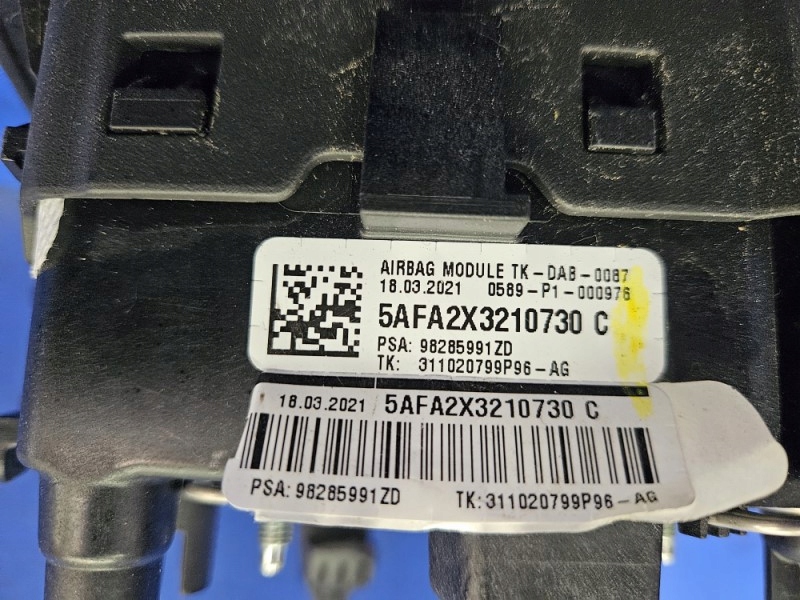 AIRBAG MODULE TK-DAB-0087
18.03.2021 0589-P1-000976
5AFA2X3210730 C
PSA: 98285991ZD
TK: 311020799P96-AG
18.03.2021 5AFA2X3210730 C
PSA: 98285991ZD TK:311020799P96-AG